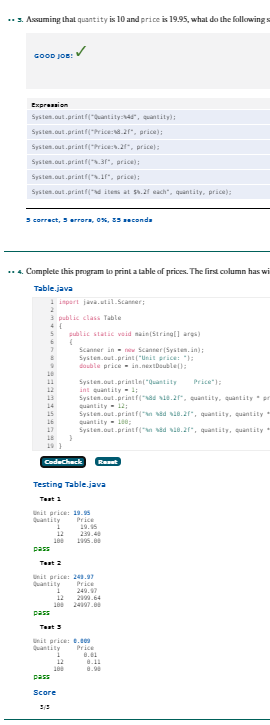 •• 3. Assuming that quantity is 10 and price is 19.95, what do the following s
GOOD JOB!
Expression
System.out.printf("Quantity:%4d", quantity);
System.out.printf("Price:%8.2f", price);
System.out.printf("Price:%.2f", price);
System.out.printf("%.3f", price);
System.out.printf("%.1f", price);
System.out.printf("%d items at $%.2f each", quantity, price);
5 correct, 5 errors, 0%, 85 seconds
•• 4. Complete this program to print a table of prices. The first column has wi
Table.java
1 import java.util.Scanner;
2
3 public class Table
4 {
5 public static void main(String[] args)
6 {
7 Scanner in = new Scanner(System.in);
8 System.out.print("Unit price: ");
9 double price = in.nextDouble();
10
11 System.out.println("Quantity Price");
12 int quantity = 1;
13 System.out.printf("%8d %10.2f", quantity, quantity * pr
14 quantity = 12;
15 System.out.printf("%n %8d %10.2f", quantity, quantity *
16 quantity = 100;
17 System.out.printf("%n %8d %10.2f", quantity, quantity *
18 }
19 }
CodeCheck Reset
Testing Table.java
Test 1
Unit price: 19.95
Quantity Price
1 19.95
12 239.40
100 1995.00
pass
Test 2
Unit price: 249.97
Quantity Price
1 249.97
12 2999.64
100 24997.00
pass
Test 3
Unit price: 0.009
Quantity Price
1 0.01
12 0.11
100 0.90
pass
Score
3/3